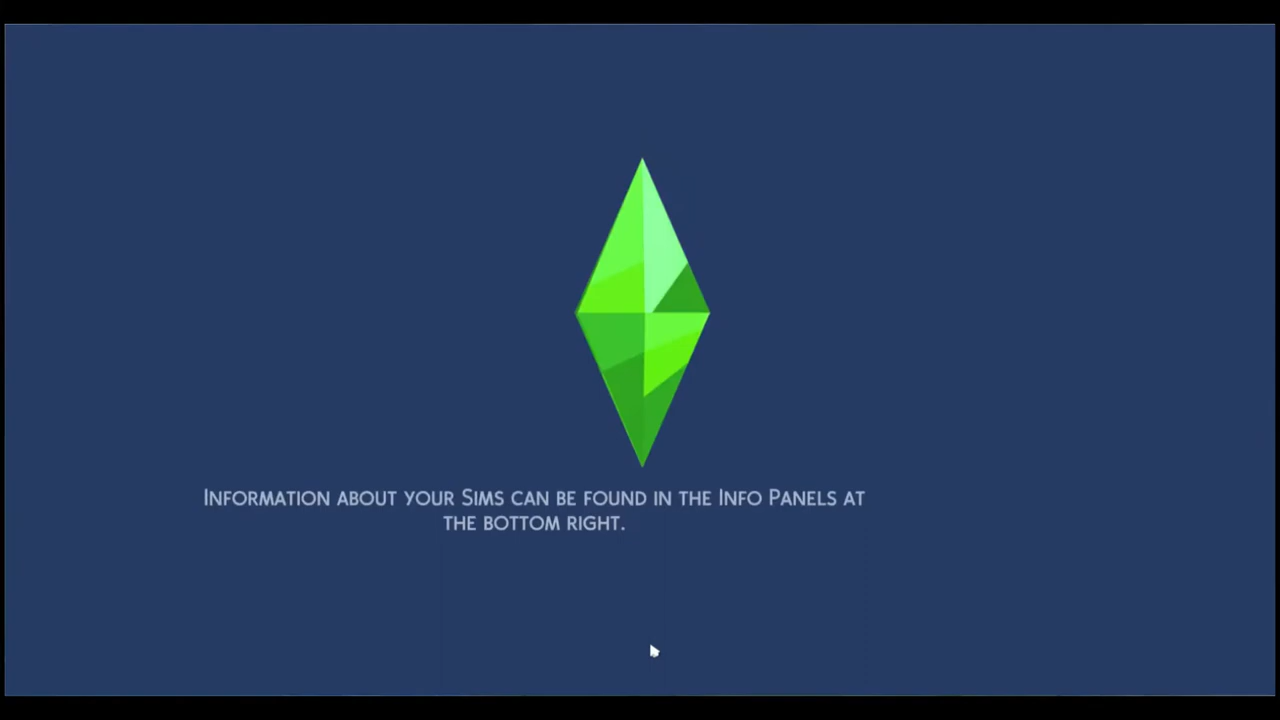 Information about your Sims can be found in the Info Panels at
the bottom right.